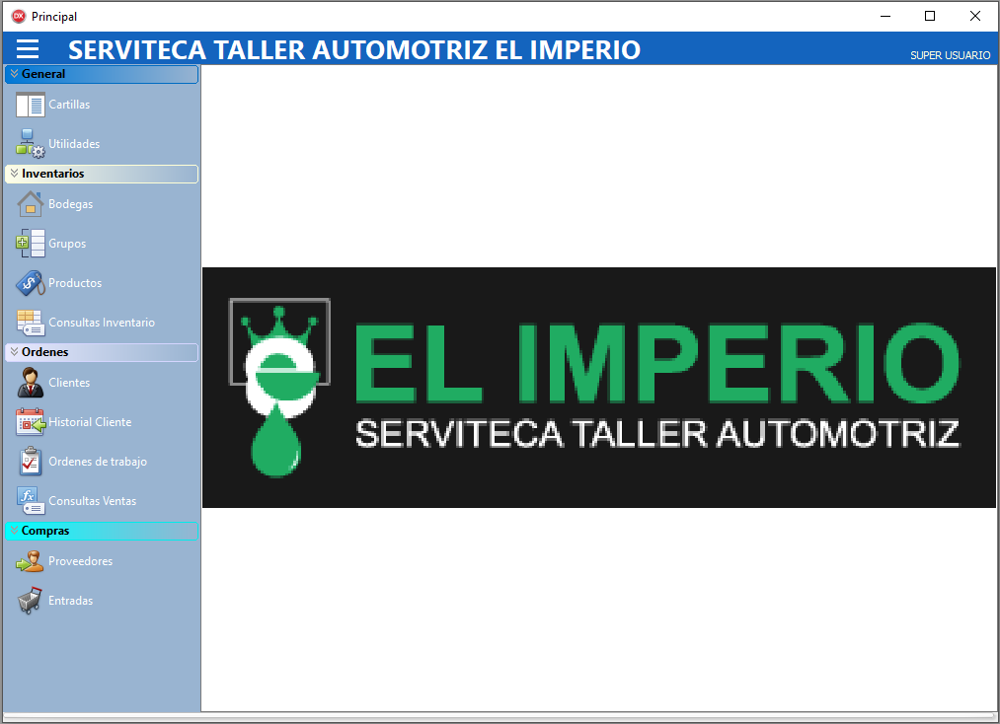 DX Principal
SERVITECA TALLER AUTOMOTRIZ EL IMPERIO
SUPER USUARIO
General
Cartillas
Utilidades
Inventarios
Bodegas
Grupos
Productos
Consultas Inventario
Ordenes
Clientes
Historial Cliente
Ordenes de trabajo
fx
Consultas Ventas
Compras
Proveedores
Entradas
e
EL IMPERIO
SERVITECA TALLER AUTOMOTRIZ